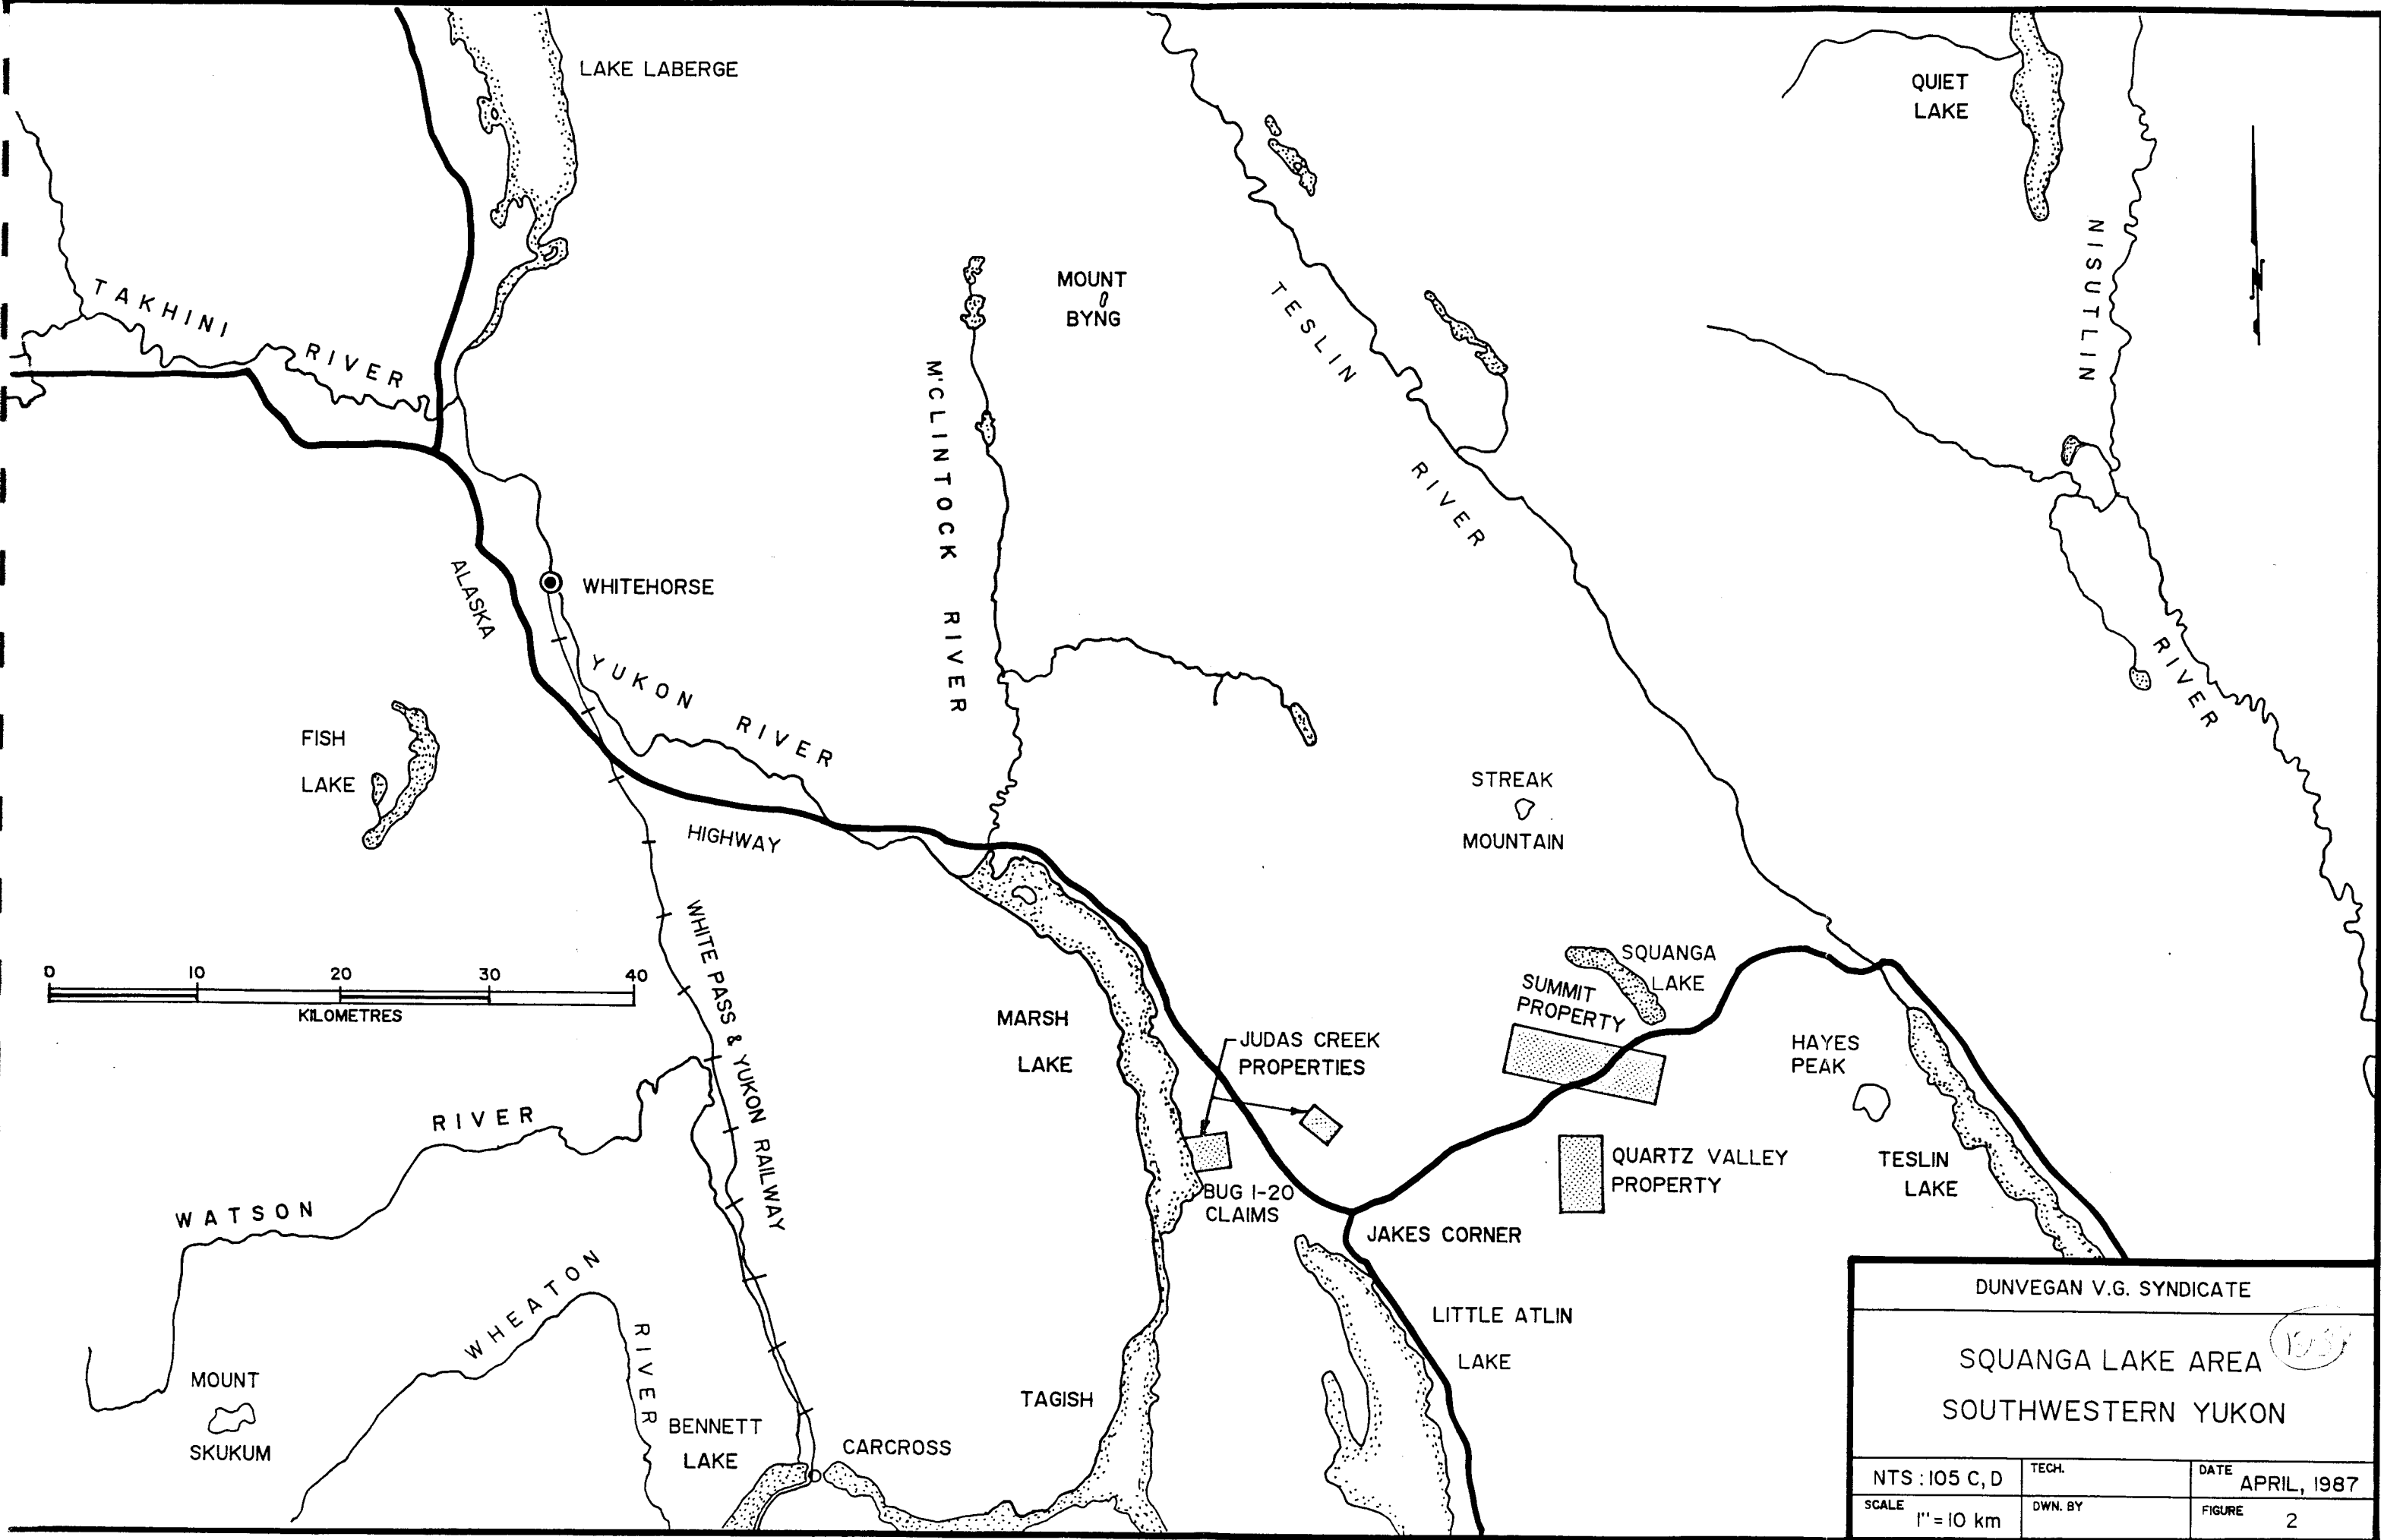 LAKE LABERGE
QUIET
LAKE
NISUTLIN
RIVER
TAKHINI
RIVER
MOUNT
BYNG
TESLIN
RIVER
M'CLINTOCK RIVER
ALASKA
HIGHWAY
WHITEHORSE
YUKON RIVER
FISH
LAKE
STREAK
MOUNTAIN
0 10 20 30 40
KILOMETRES
WHITE PASS & YUKON RAILWAY
MARSH
LAKE
JUDAS CREEK
PROPERTIES
SQUANGA
LAKE
SUMMIT
PROPERTY
HAYES
PEAK
QUARTZ VALLEY
PROPERTY
TESLIN
LAKE
BUG 1-20
CLAIMS
JAKES CORNER
WATSON
RIVER
WHEATON
RIVER
LITTLE ATLIN
LAKE
MOUNT
SKUKUM
TAGISH
BENNETT
LAKE
CARCROSS
DUNVEGAN V.G. SYNDICATE
SQUANGA LAKE AREA
SOUTHWESTERN YUKON
NTS : 105 C, D
TECH.
DATE APRIL, 1987
SCALE 1" = 10 km
DWN. BY
FIGURE 2